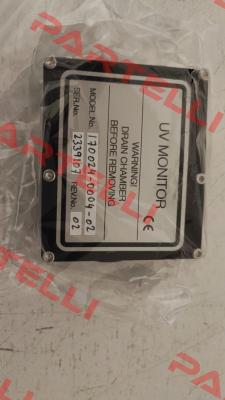 UV MONITOR
CE
WARNING!
DRAIN CHAMBER
BEFORE REMOVING
MODEL No. 170024-0004-02
SER.No. 2339107 REV.No. 02
PARTELLI